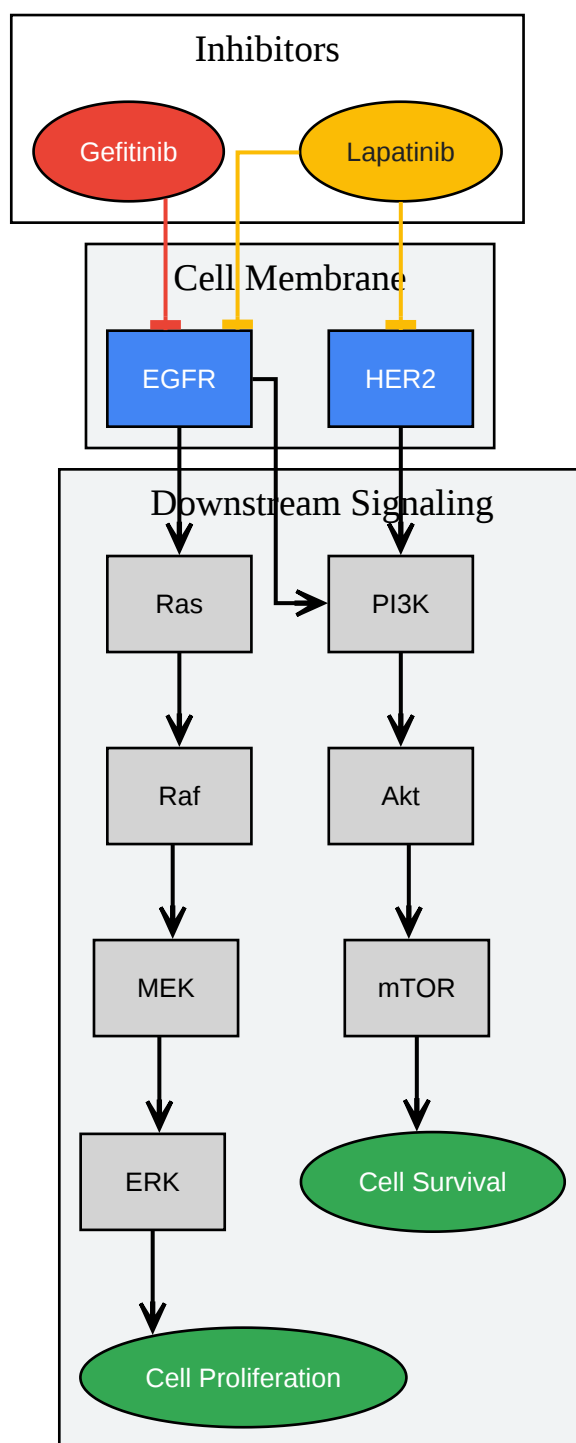 Inhibitors
Gefitinib
Lapatinib
Cell Membrane
EGFR
HER2
Downstream Signaling
Ras
PI3K
Raf
Akt
MEK
mTOR
ERK
Cell Survival
Cell Proliferation